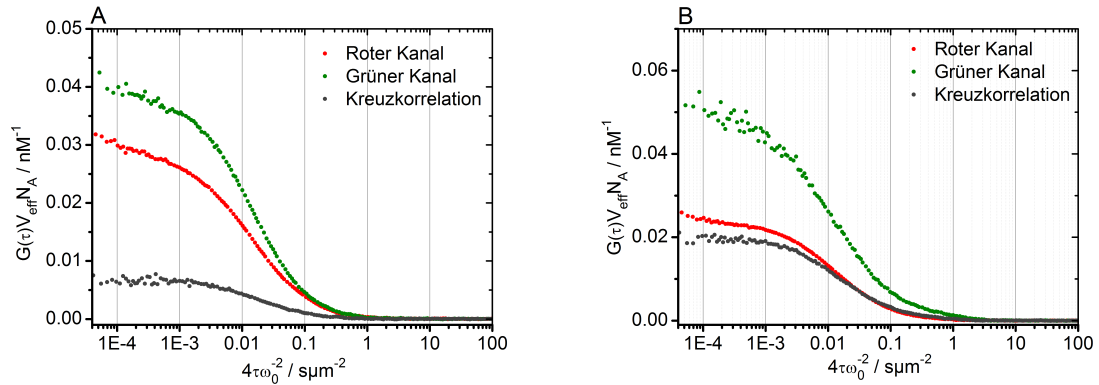 A
G(τ)V_eff N_A / nM⁻¹
0.05
0.04
0.03
0.02
0.01
0.00
Roter Kanal
Grüner Kanal
Kreuzkorrelation
1E-4 1E-3 0.01 0.1 1 10 100
4τω₀⁻² / sµm⁻²
B
G(τ)V_eff N_A / nM⁻¹
0.06
0.04
0.02
0.00
Roter Kanal
Grüner Kanal
Kreuzkorrelation
1E-4 1E-3 0.01 0.1 1 10 100
4τω₀⁻² / sµm⁻²